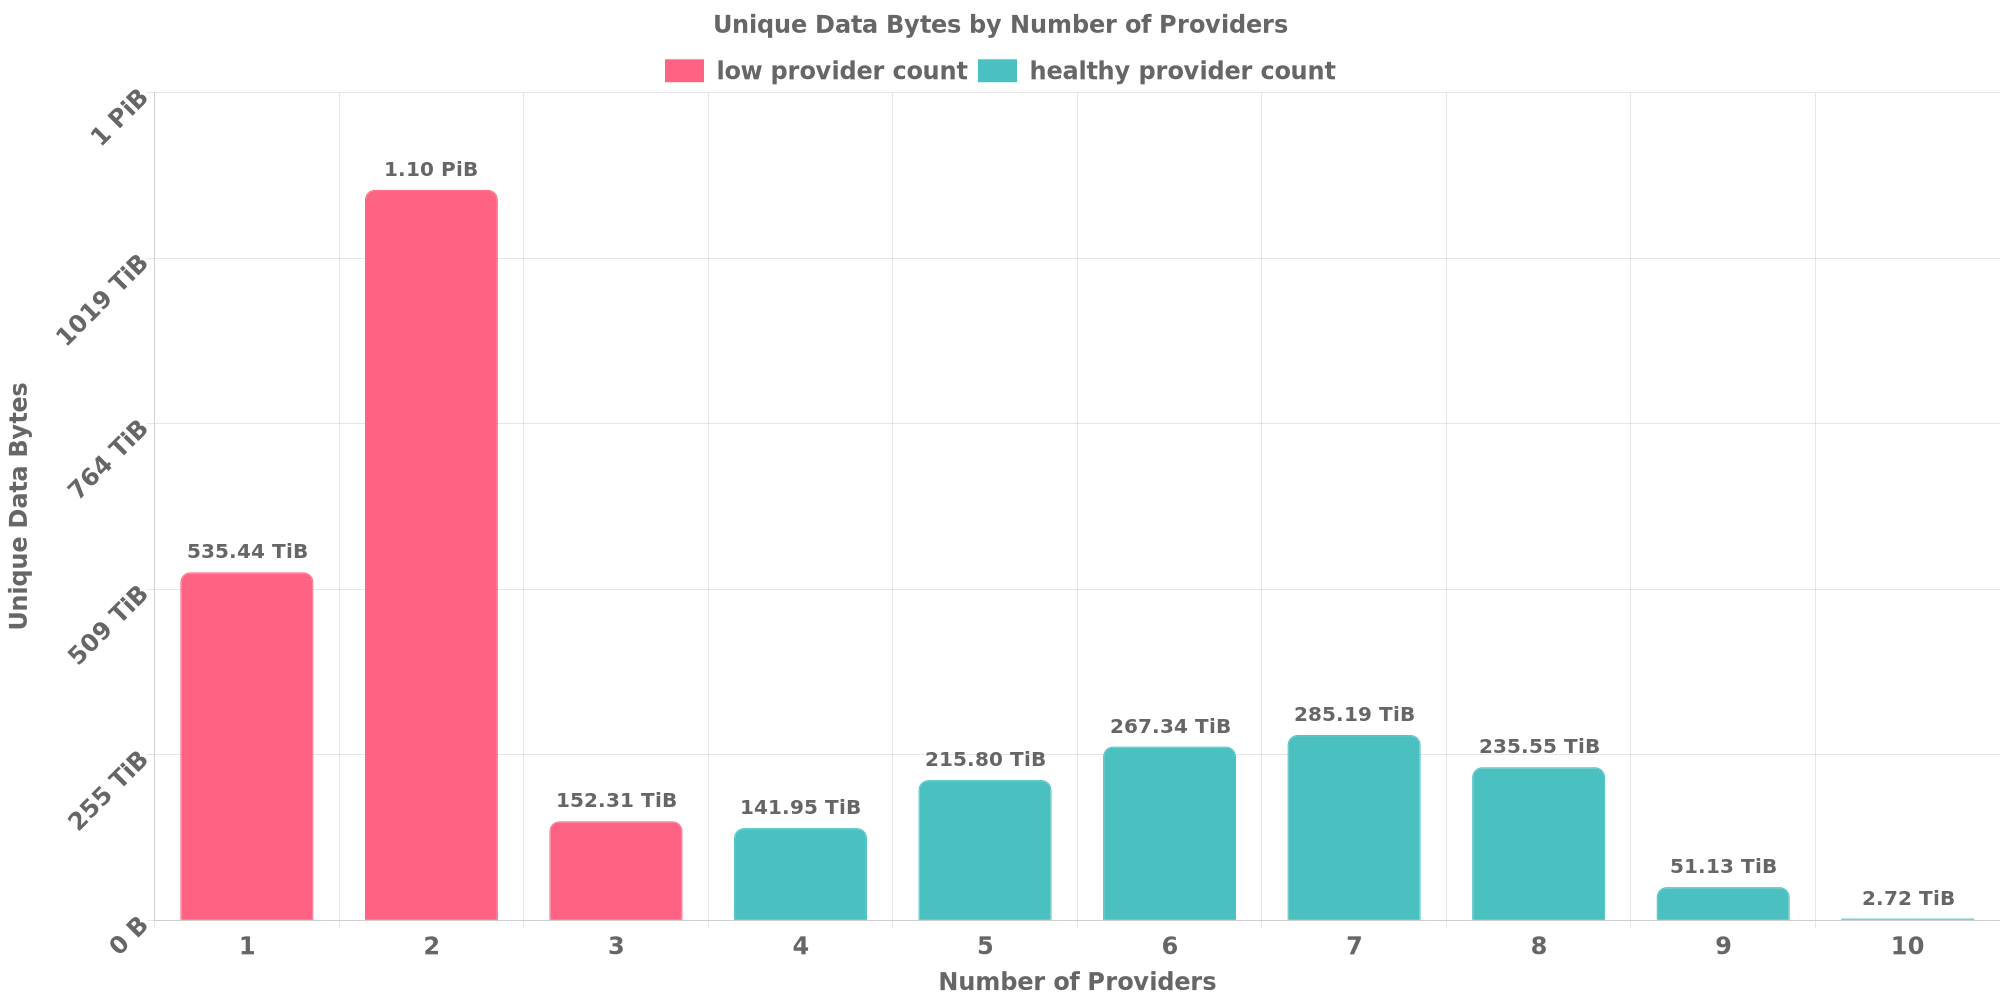 Unique Data Bytes by Number of Providers
low provider count healthy provider count
1 PiB
1019 TiB
764 TiB
509 TiB
255 TiB
0 B
Unique Data Bytes
535.44 TiB
1.10 PiB
152.31 TiB
141.95 TiB
215.80 TiB
267.34 TiB
285.19 TiB
235.55 TiB
51.13 TiB
2.72 TiB
1 2 3 4 5 6 7 8 9 10
Number of Providers